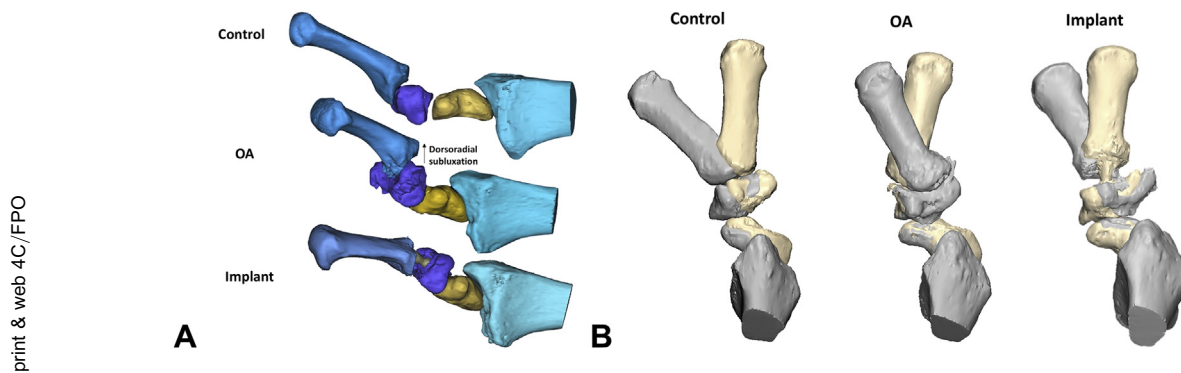 print & web 4C/FPO
Control
OA
Dorsoradial
subluxation
Implant
A
Control
OA
Implant
B